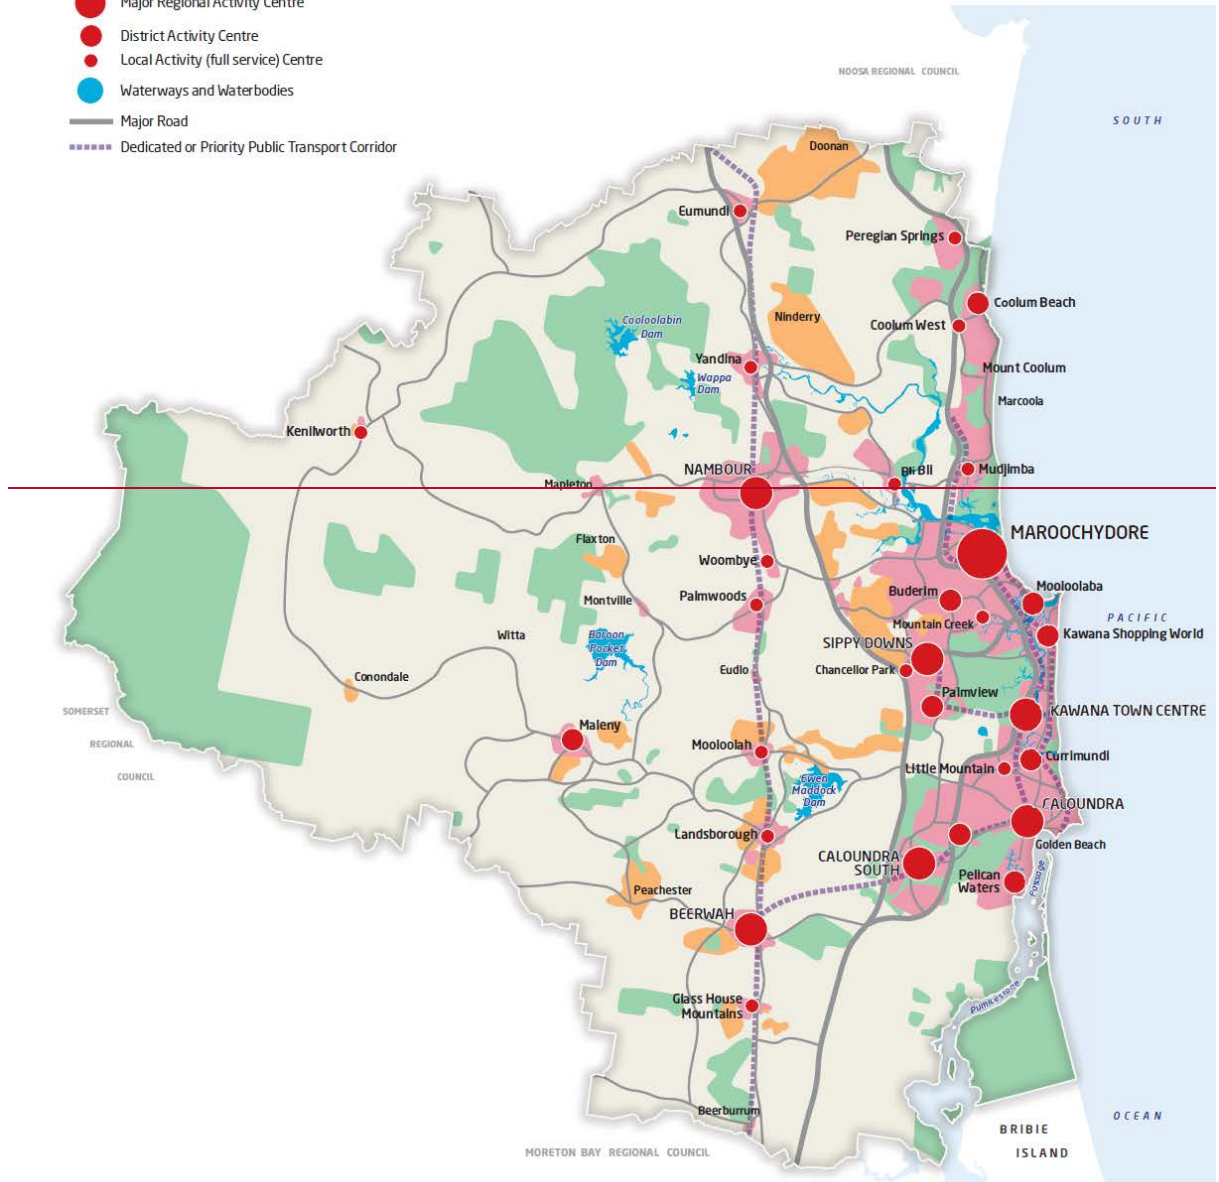 Major Regional Activity Centre
District Activity Centre
Local Activity (full service) Centre
Waterways and Waterbodies
Major Road
Dedicated or Priority Public Transport Corridor
NOOSA REGIONAL COUNCIL
SOUTH
Doonan
Eumundi
Peregian Springs
Coolum Beach
Ninderry
Cooloolabin
Dam
Coolum West
Yandina
Mount Coolum
Wappa
Dam
Marcoola
Kenilworth
NAMBOUR
Bli Bli
Mudjimba
Mapleton
MAROOCHYDORE
Flaxton
Woombye
Mooloolaba
Buderim
Palmwoods
Montville
PACIFIC
Mountain Creek
Kawana Shopping World
Witta
Baroon
Pocket
Dam
SIPPY DOWNS
Eudlo
Chancellor Park
Conondale
Palmview
SOMERSET
REGIONAL
COUNCIL
KAWANA TOWN CENTRE
Maleny
Mooloolah
Currimundi
Little Mountain
Ewen
Maddock
Dam
CALOUNDRA
Landsborough
Golden Beach
CALOUNDRA
SOUTH
Pelican
Waters
Passage
Peachester
BEERWAH
Pumicestone
Glass House
Mountains
Beerburrum
OCEAN
BRIBIE
ISLAND
MORETON BAY REGIONAL COUNCIL